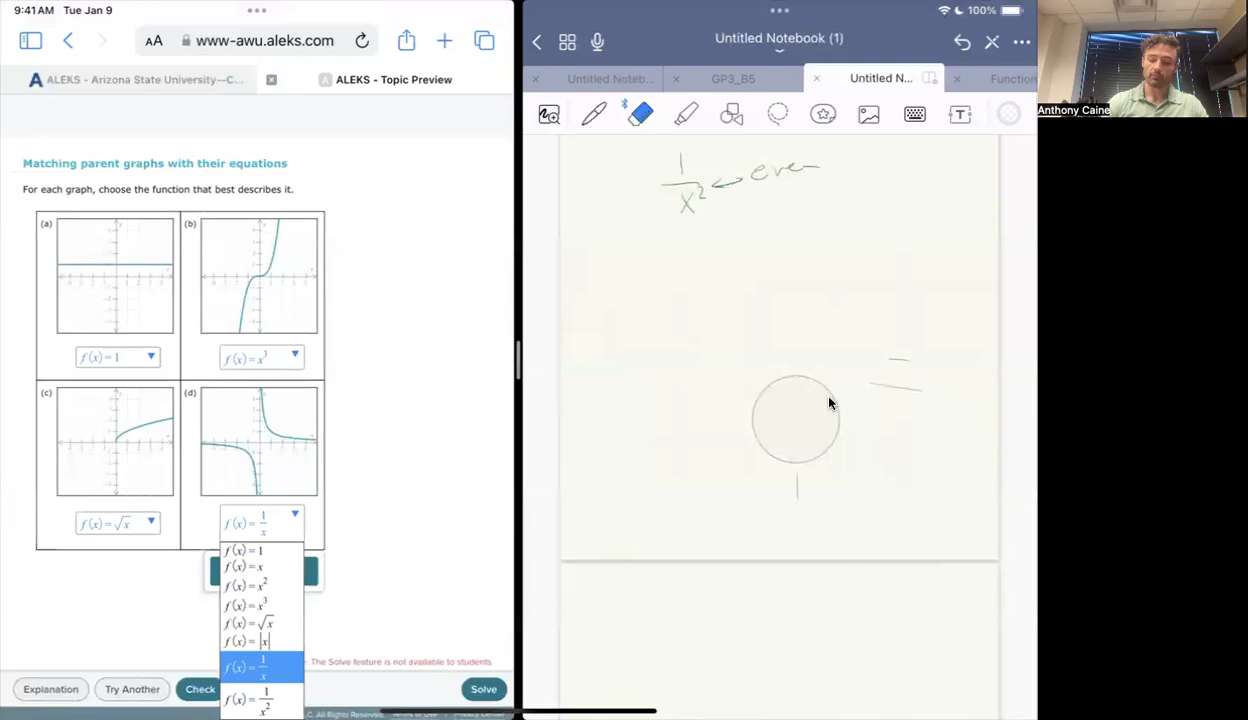 9:41 AM Tue Jan 9
AA www-awu.aleks.com
A ALEKS - Arizona State University--C...
A ALEKS - Topic Preview
Matching parent graphs with their equations
For each graph, choose the function that best describes it.
(a)
(b)
f(x) = 1
f(x) = x³
(c)
(d)
f(x) = √x
f(x) = 1/x
f(x) = 1
f(x) = x
f(x) = x²
f(x) = x³
f(x) = √x
f(x) = |x|
f(x) = 1/x
f(x) = 1/x²
The Solve feature is not available to students
Explanation
Try Another
Check
Solve
100%
Untitled Notebook (1)
Untitled Noteb...
GP3_B5
Untitled N...
Function
T
1/x² even
Anthony Caine